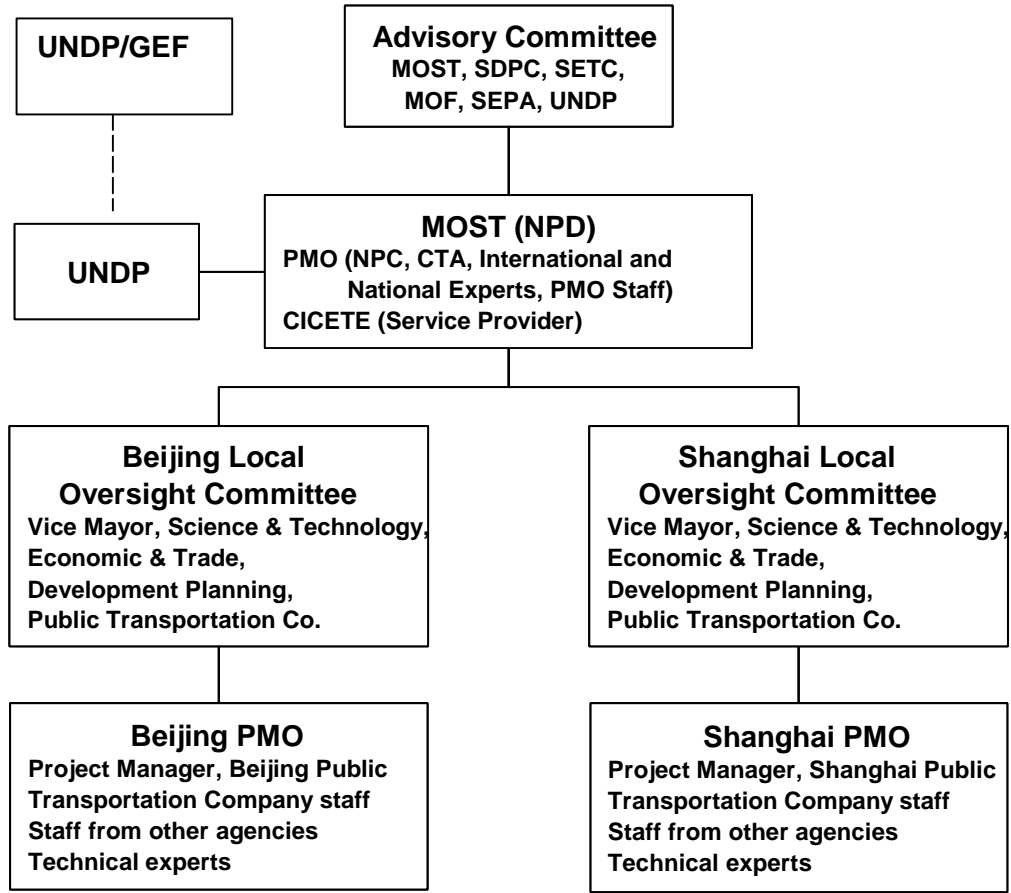 UNDP/GEF
Advisory Committee
MOST, SDPC, SETC,
MOF, SEPA, UNDP
UNDP
MOST (NPD)
PMO (NPC, CTA, International and
National Experts, PMO Staff)
CICETE (Service Provider)
Beijing Local
Oversight Committee
Vice Mayor, Science & Technology,
Economic & Trade,
Development Planning,
Public Transportation Co.
Shanghai Local
Oversight Committee
Vice Mayor, Science & Technology,
Economic & Trade,
Development Planning,
Public Transportation Co.
Beijing PMO
Project Manager, Beijing Public
Transportation Company staff
Staff from other agencies
Technical experts
Shanghai PMO
Project Manager, Shanghai Public
Transportation Company staff
Staff from other agencies
Technical experts